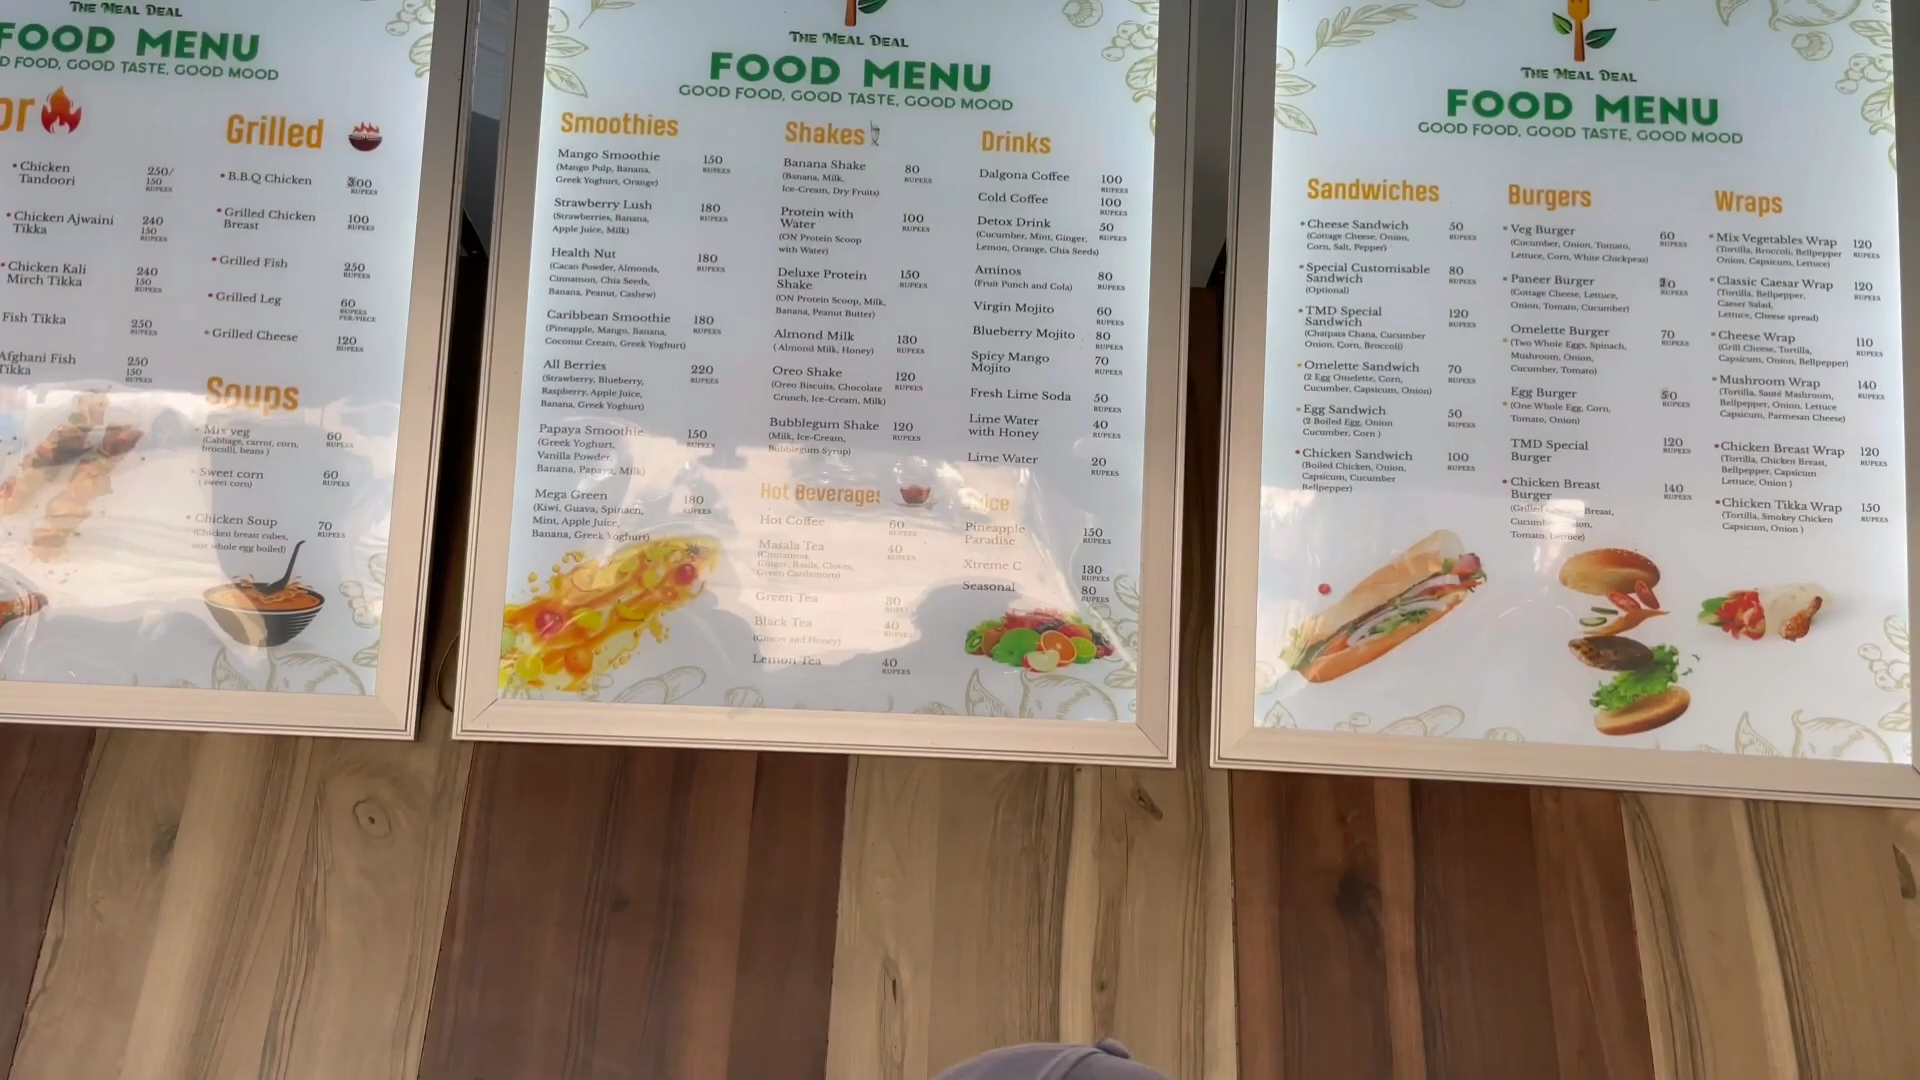 THE MEAL DEAL
FOOD MENU
D FOOD, GOOD TASTE, GOOD MOOD
or
Chicken
Tandoori
250/
150
RUPEES
Chicken Ajwaini
Tikka
240
150
RUPEES
Chicken Kali
Mirch Tikka
240
150
RUPEES
Fish Tikka
250
RUPEES
Afghani Fish
Tikka
250
150
RUPEES
Grilled
B.B.Q Chicken 300
RUPEES
Grilled Chicken
Breast
100
RUPEES
Grilled Fish 250
RUPEES
Grilled Leg 60
RUPEES
PER/PIECE
Grilled Cheese 120
RUPEES
Soups
Mix veg 60
RUPEES
(Cabbage, carrot, corn,
brocolli, beans )
Sweet corn 60
RUPEES
( sweet corn)
Chicken Soup 70
RUPEES
(Chicken breast cubes,
one whole egg boiled)
THE MEAL DEAL
FOOD MENU
GOOD FOOD, GOOD TASTE, GOOD MOOD
Smoothies
Mango Smoothie 150
RUPEES
(Mango Pulp, Banana,
Greek Yoghurt, Orange)
Strawberry Lush 180
RUPEES
(Strawberries, Banana,
Apple Juice, Milk)
Health Nut 180
RUPEES
(Cacao Powder, Almonds,
Cinnamon, Chia Seeds,
Banana, Peanut, Cashew)
Caribbean Smoothie 180
RUPEES
(Pineapple, Mango, Banana,
Coconut Cream, Greek Yoghurt)
All Berries 220
RUPEES
(Strawberry, Blueberry,
Raspberry, Apple Juice,
Banana, Greek Yoghurt)
Papaya Smoothie 150
RUPEES
(Greek Yoghurt,
Vanilla Powder,
Banana, Papaya, Milk)
Mega Green 180
RUPEES
(Kiwi, Guava, Spinach,
Mint, Apple Juice,
Banana, Greek Yoghurt)
Shakes
Banana Shake 80
RUPEES
(Banana, Milk,
Ice-Cream, Dry Fruits)
Protein with
Water
100
RUPEES
(ON Protein Scoop
with Water)
Deluxe Protein
Shake
150
RUPEES
(ON Protein Scoop, Milk,
Banana, Peanut Butter)
Almond Milk 130
RUPEES
( Almond Milk, Honey)
Oreo Shake 120
RUPEES
(Oreo Biscuits, Chocolate
Crunch, Ice-Cream, Milk)
Bubblegum Shake 120
RUPEES
(Milk, Ice-Cream,
Bubblegum Syrup)
Hot Beverages
Hot Coffee 60
RUPEES
Masala Tea 40
RUPEES
(Cinnamon,
Ginger, Basils, Cloves,
Green Cardamom)
Green Tea 30
RUPEES
Black Tea 40
RUPEES
(Ginger and Honey)
Lemon Tea 40
RUPEES
Drinks
Dalgona Coffee 100
RUPEES
Cold Coffee 100
RUPEES
Detox Drink 50
RUPEES
(Cucumber, Mint, Ginger,
Lemon, Orange, Chia Seeds)
Aminos 80
RUPEES
(Fruit Punch and Cola)
Virgin Mojito 60
RUPEES
Blueberry Mojito 80
RUPEES
Spicy Mango
Mojito
70
RUPEES
Fresh Lime Soda 50
RUPEES
Lime Water
with Honey
40
RUPEES
Lime Water 20
RUPEES
Pineapple
Paradise
150
RUPEES
Xtreme C 130
RUPEES
Seasonal 80
RUPEES
THE MEAL DEAL
FOOD MENU
GOOD FOOD, GOOD TASTE, GOOD MOOD
Sandwiches
Cheese Sandwich 50
RUPEES
(Cottage Cheese, Onion,
Corn, Salt, Pepper)
Special Customisable
Sandwich
80
RUPEES
(Optional)
TMD Special
Sandwich
120
RUPEES
(Chatpata Chana, Cucumber
Onion, Corn, Broccoli)
Omelette Sandwich 70
RUPEES
(2 Egg Omelette, Corn,
Cucumber, Capsicum, Onion)
Egg Sandwich 50
RUPEES
(2 Boiled Egg, Onion
Cucumber, Corn )
Chicken Sandwich 100
RUPEES
(Boiled Chicken, Onion,
Capsicum, Cucumber
Bellpepper)
Burgers
Veg Burger 60
RUPEES
(Cucumber, Onion, Tomato,
Lettuce, Corn, White Chickpeas)
Paneer Burger
RUPEES
(Cottage Cheese, Lettuce,
Onion, Tomato, Cucumber)
Omelette Burger 70
RUPEES
(Two Whole Eggs, Spinach,
Mushroom, Onion,
Cucumber, Tomato)
Egg Burger 50
RUPEES
(One Whole Egg, Corn,
Tomato, Onion)
TMD Special
Burger
120
RUPEES
Chicken Breast
Burger
140
RUPEES
(Grilled Breast,
Tomato, Lettuce)
Wraps
Mix Vegetables Wrap 120
RUPEES
(Tortilla, Broccoli, Bellpepper
Onion, Capsicum, Lettuce)
Classic Caesar Wrap 120
RUPEES
(Tortilla, Bellpepper,
Caeser Salad,
Lettuce, Cheese spread)
Cheese Wrap 110
RUPEES
(Grill Cheese, Tortilla,
Capsicum, Onion, Bellpepper)
Mushroom Wrap 140
RUPEES
(Tortilla, Sauté Mashroom,
Bellpepper, Onion, Lettuce
Capsicum, Parmesan Cheese)
Chicken Breast Wrap 120
RUPEES
(Tortilla, Chicken Breast,
Bellpepper, Capsicum
Lettuce, Onion )
Chicken Tikka Wrap 150
RUPEES
(Tortilla, Smokey Chicken
Capsicum, Onion )